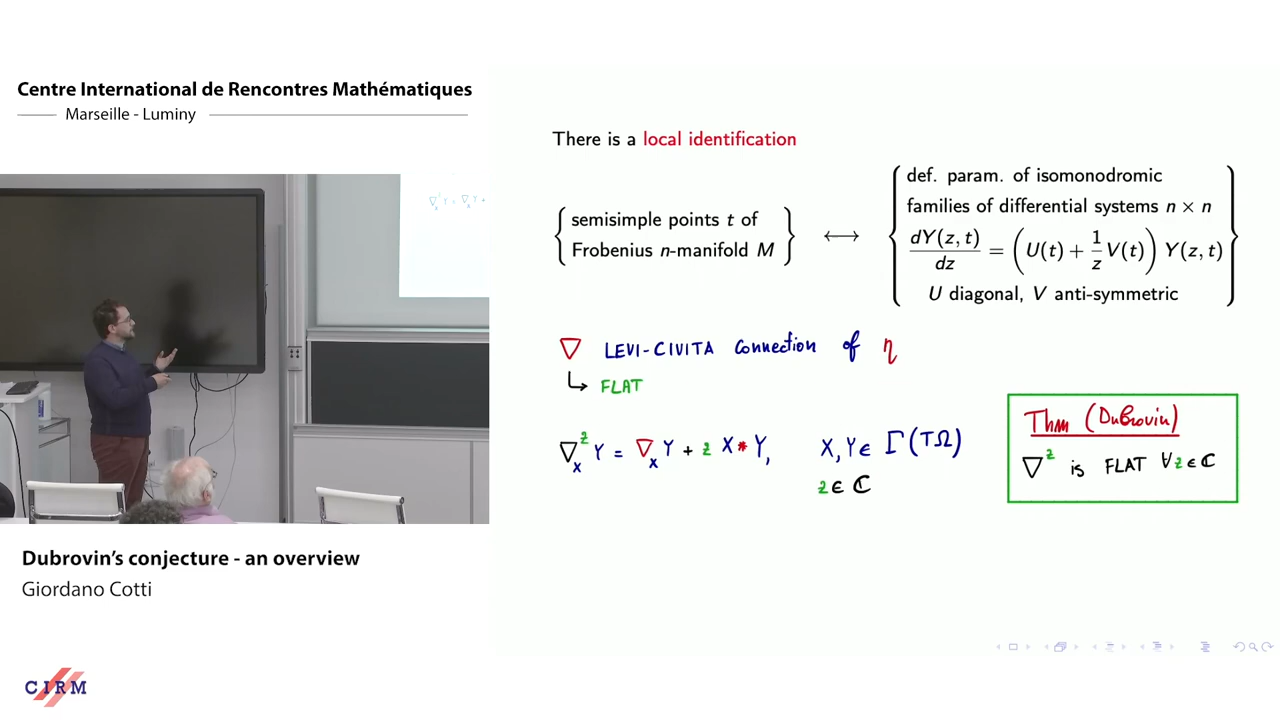 Centre International de Rencontres Mathématiques
Marseille - Luminy
There is a local identification
{ semisimple points t of
Frobenius n-manifold M }
⟷
{ def. param. of isomonodromic
families of differential systems n × n
dY(z, t)/dz = (U(t) + 1/z V(t)) Y(z, t)
U diagonal, V anti-symmetric }
∇ LEVI-CIVITA connection of η
↳ FLAT
∇^z_X Y = ∇_X Y + z X * Y, X, Y ∈ Γ(TΩ)
z ∈ ℂ
Thm (Dubrovin)
∇^z is FLAT ∀z ∈ ℂ
Dubrovin's conjecture - an overview
Giordano Cotti
CIRM